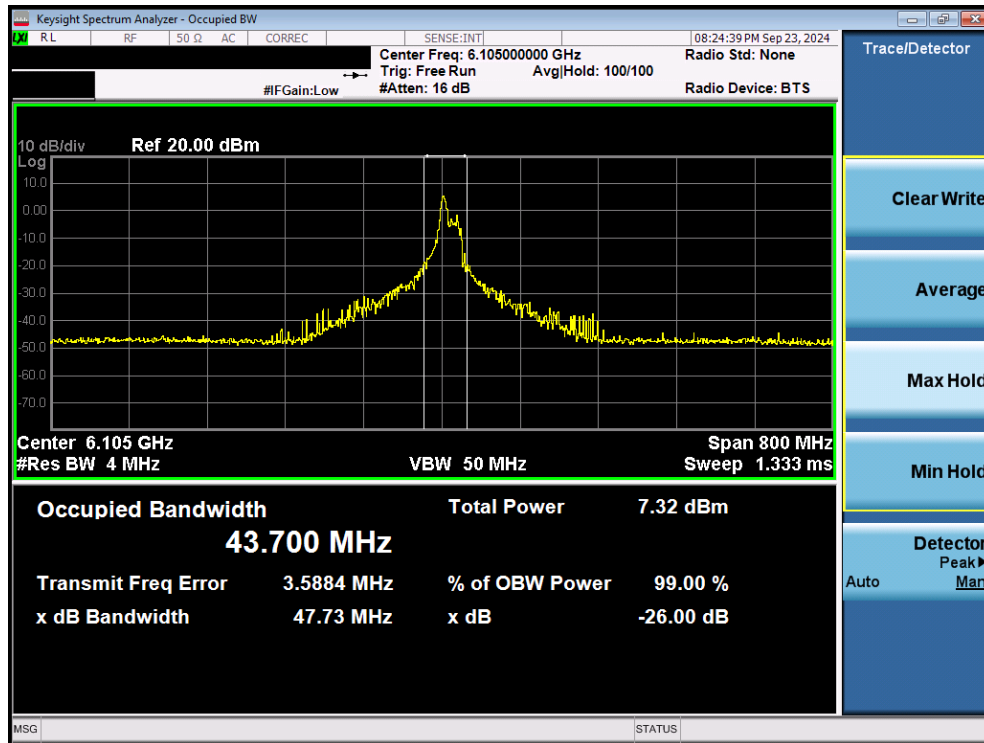 Keysight Spectrum Analyzer - Occupied BW
LXI RL RF 50 Ω AC CORREC SENSE:INT 08:24:39 PM Sep 23, 2024
Center Freq: 6.105000000 GHz Radio Std: None
Trig: Free Run Avg|Hold: 100/100
#IFGain:Low #Atten: 16 dB Radio Device: BTS
10 dB/div Ref 20.00 dBm
Log
10.0
0.00
-10.0
-20.0
-30.0
-40.0
-50.0
-60.0
-70.0
Center 6.105 GHz Span 800 MHz
#Res BW 4 MHz VBW 50 MHz Sweep 1.333 ms
Occupied Bandwidth Total Power 7.32 dBm
43.700 MHz
Transmit Freq Error 3.5884 MHz % of OBW Power 99.00 %
x dB Bandwidth 47.73 MHz x dB -26.00 dB
MSG STATUS
Trace/Detector
Clear Write
Average
Max Hold
Min Hold
Detector
Peak▶
Auto Man